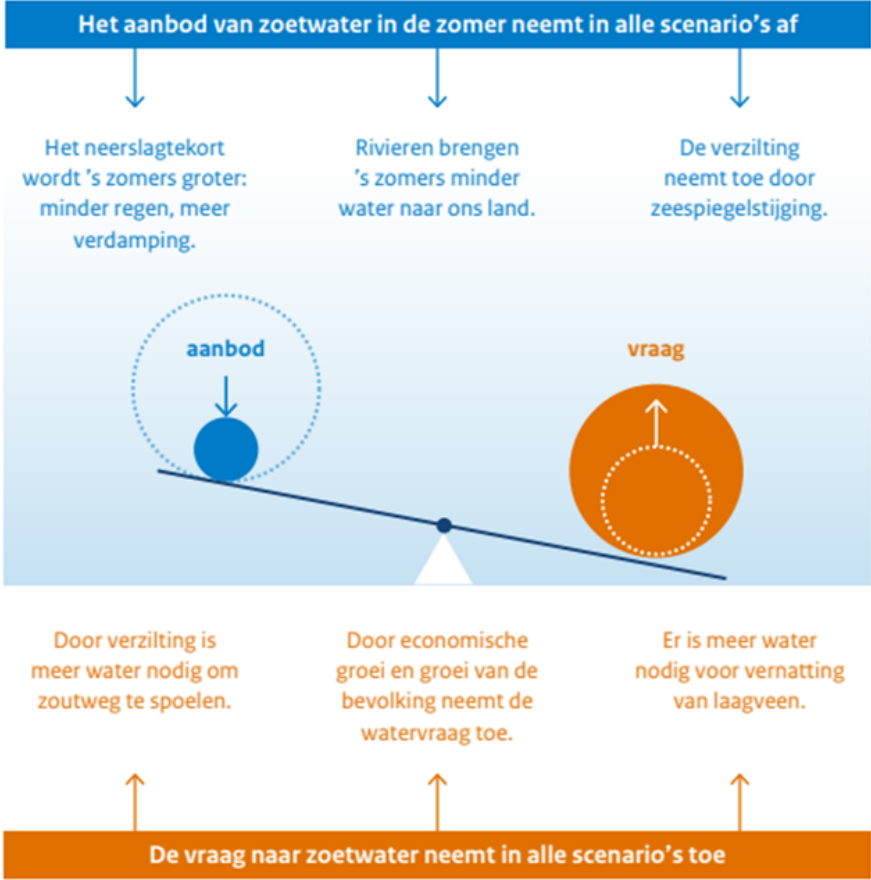 Het aanbod van zoetwater in de zomer neemt in alle scenario's af
Het neerslagtekort
wordt 's zomers groter:
minder regen, meer
verdamping.
Rivieren brengen
's zomers minder
water naar ons land.
De verzilting
neemt toe door
zeespiegelstijging.
aanbod
vraag
Door verzilting is
meer water nodig om
zoutweg te spoelen.
Door economische
groei en groei van de
bevolking neemt de
watervraag toe.
Er is meer water
nodig voor vernatting
van laagveen.
De vraag naar zoetwater neemt in alle scenario's toe